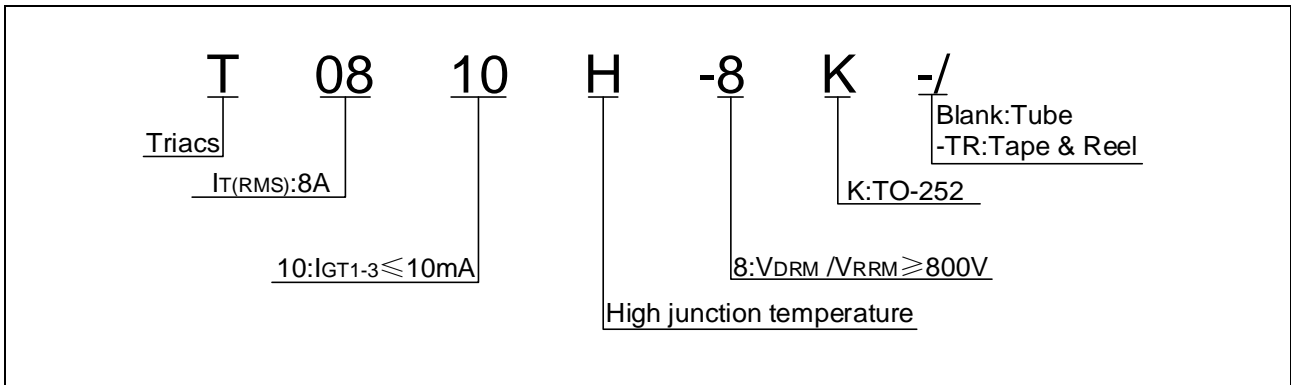 T 08 10 H -8 K -/
Blank:Tube
-TR:Tape & Reel
Triacs
IT(RMS):8A
K:TO-252
10:IGT1-3≤10mA
8:VDRM /VRRM≥800V
High junction temperature